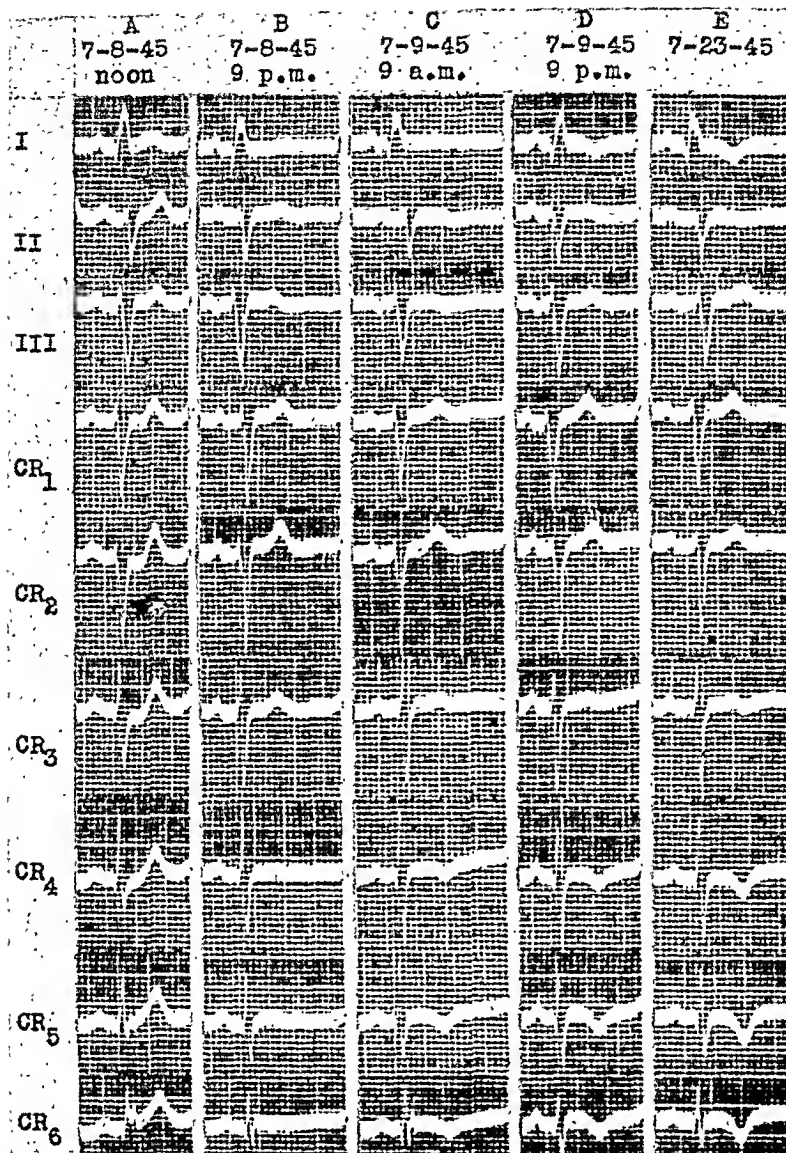 A B C D E
7-8-45 7-8-45 7-9-45 7-9-45 7-23-45
noon 9 p.m. 9 a.m. 9 p.m.
I
II
III
CR1
CR2
CR3
CR4
CR5
CR6